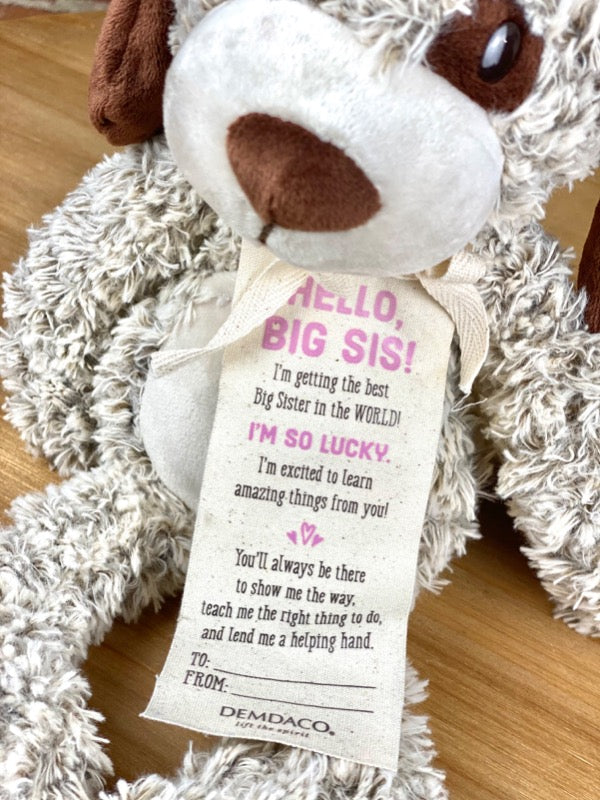 HELLO,
BIG SIS!
I'm getting the best
Big Sister in the WORLD!
I'M SO LUCKY.
I'm excited to learn
amazing things from you!
You'll always be there
to show me the way,
teach me the right thing to do,
and lend me a helping hand.
TO:
FROM:
DEMDACO®
lift the spirit